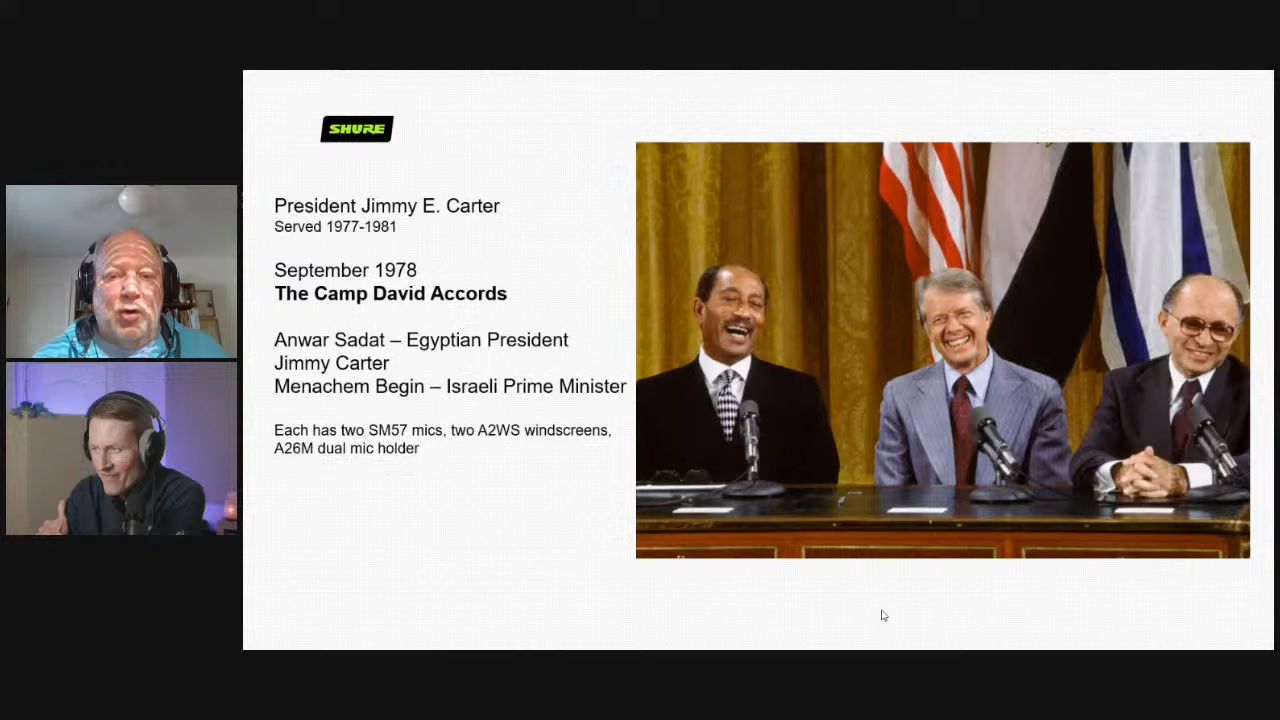 SHURE
President Jimmy E. Carter
Served 1977-1981
September 1978
The Camp David Accords
Anwar Sadat – Egyptian President
Jimmy Carter
Menachem Begin – Israeli Prime Minister
Each has two SM57 mics, two A2WS windscreens,
A26M dual mic holder